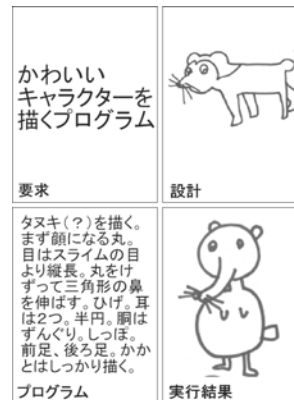 かわいい
キャラクターを
描くプログラム
要求
設計
タヌキ(?)を描く。
まず顔になる丸。
目はスライムの目
より縦長。丸をけ
ずって三角形の鼻
を伸ばす。ひげ。耳
は2つ。半円。胴は
ずんぐり。しっぽ。
前足、後ろ足。かか
とはしっかり描く。
プログラム
実行結果